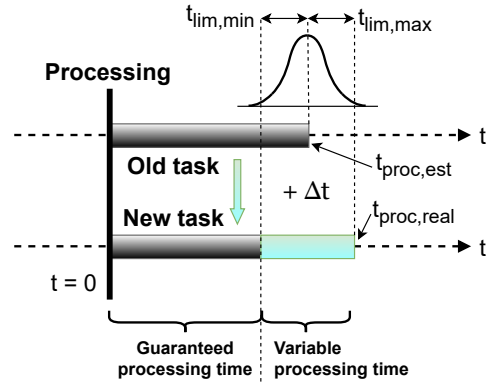 t_lim,min t_lim,max
Processing
t
t_proc,est
Old task
+ Δt
New task
t_proc,real
t
t = 0
Guaranteed processing time
Variable processing time